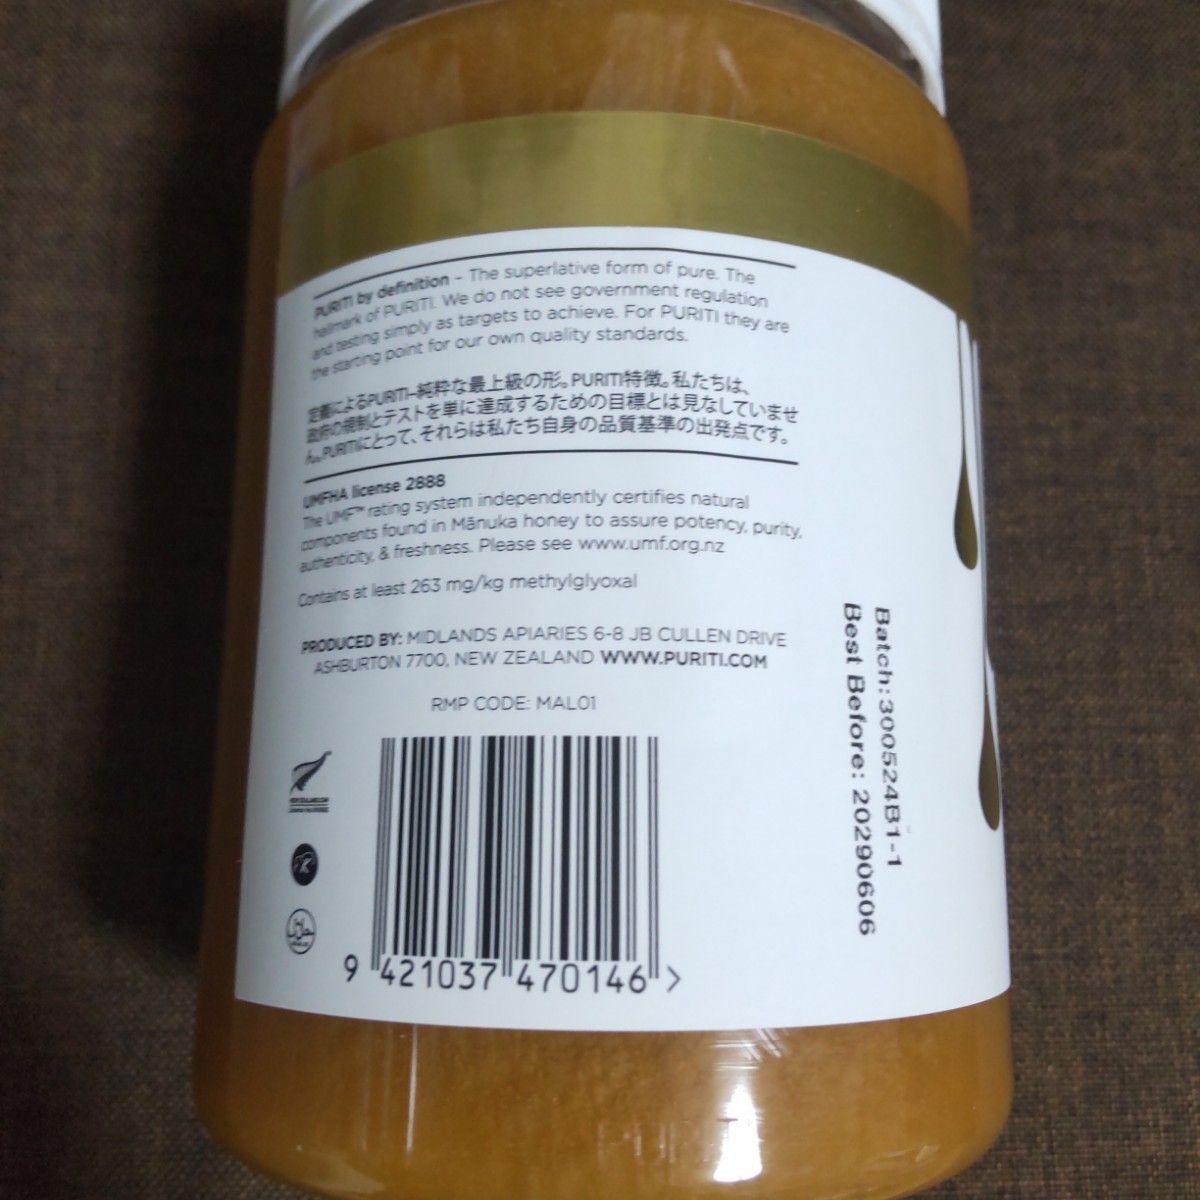 PURITI by definition – The superlative form of pure. The
hallmark of PURITI. We do not see government regulation
and testing simply as targets to achieve. For PURITI they are
the starting point for our own quality standards.
定義によるPURITI–純粋な最上級の形。PURITI特徴。私たちは、
政府の規制とテストを単に達成するための目標とは見なしていませ
ん。PURITIにとって、それらは私たち自身の品質基準の出発点です。
UMFHA license 2888
The UMF™ rating system independently certifies natural
components found in Mānuka honey to assure potency, purity,
authenticity, & freshness. Please see www.umf.org.nz
Contains at least 263 mg/kg methylglyoxal
PRODUCED BY: MIDLANDS APIARIES 6-8 JB CULLEN DRIVE
ASHBURTON 7700, NEW ZEALAND WWW.PURITI.COM
RMP CODE: MAL01
K
حلال
9 421037 470146 >
Batch:300524B1-1
Best Before: 20290606